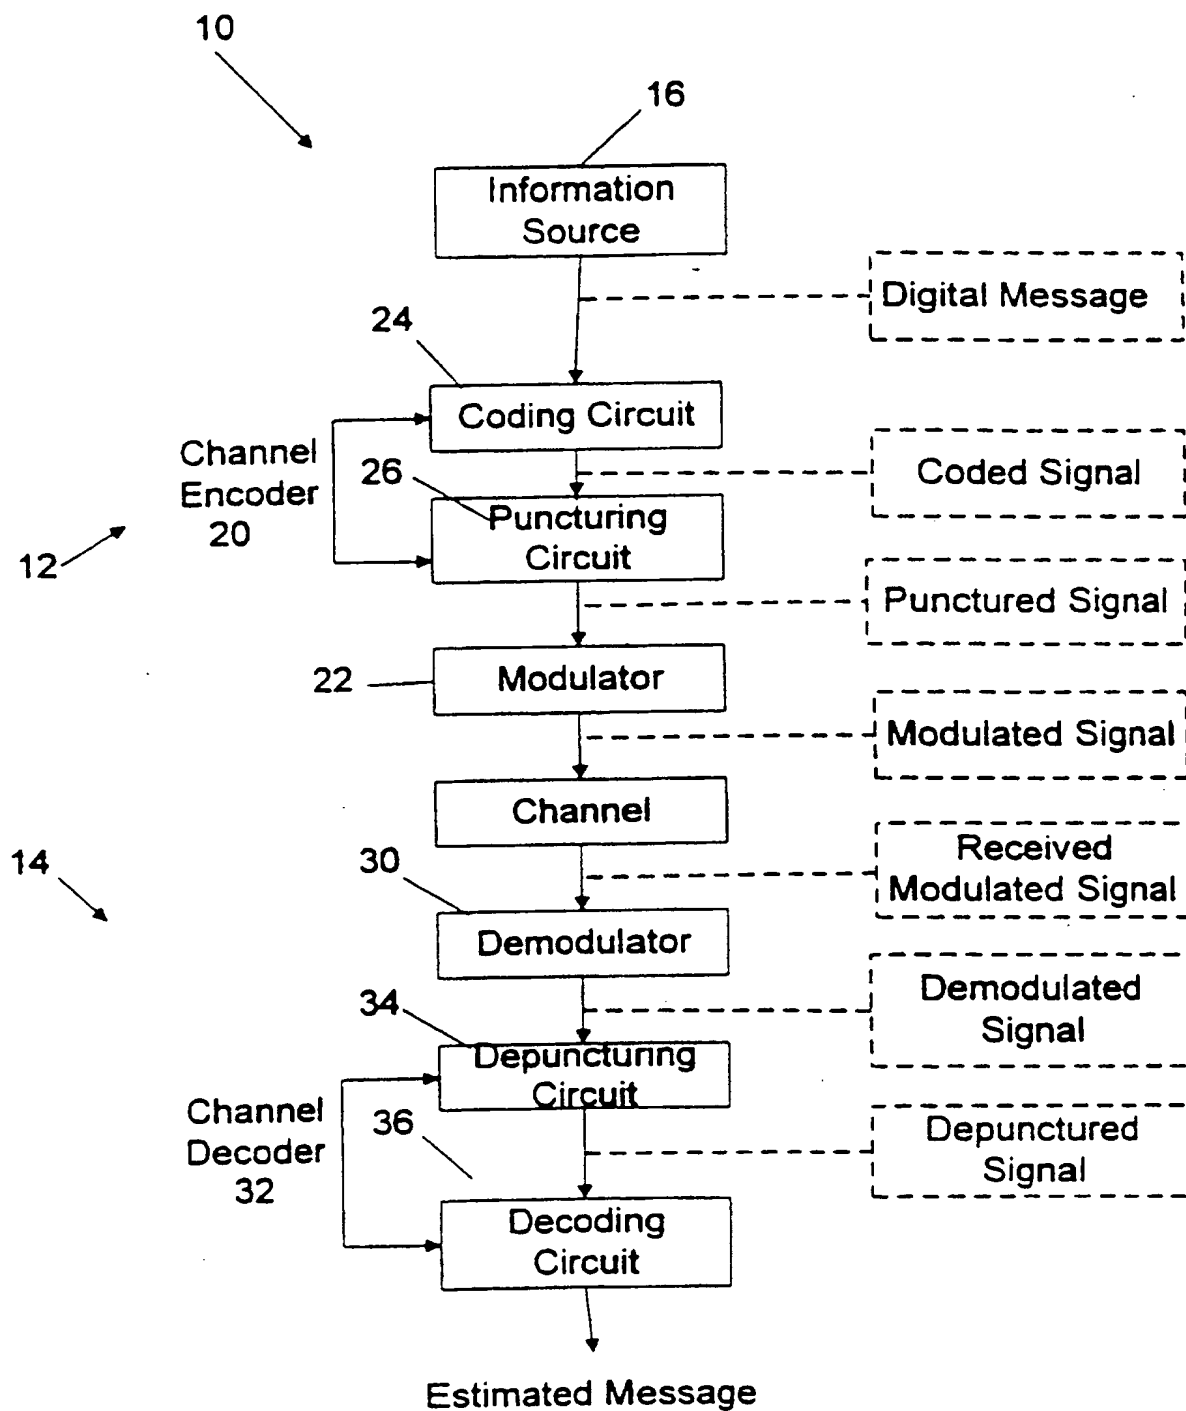 10
16
Information
Source
Digital Message
24
Coding Circuit
Channel
Encoder
20
26
Coded Signal
Puncturing
Circuit
12
Punctured Signal
22
Modulator
Modulated Signal
Channel
14
30
Received
Modulated Signal
Demodulator
Demodulated
Signal
34
Depuncturing
Circuit
Channel
Decoder
32
36
Depunctured
Signal
Decoding
Circuit
Estimated Message